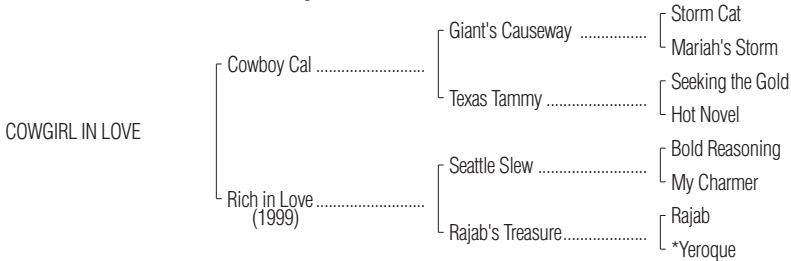 Storm Cat
Giant's Causeway ................
Mariah's Storm
Cowboy Cal ..........................
Seeking the Gold
Texas Tammy ........................
Hot Novel
COWGIRL IN LOVE
Bold Reasoning
Seattle Slew ..........................
My Charmer
Rich in Love ..........................
(1999)
Rajab
Rajab's Treasure....................
*Yeroque